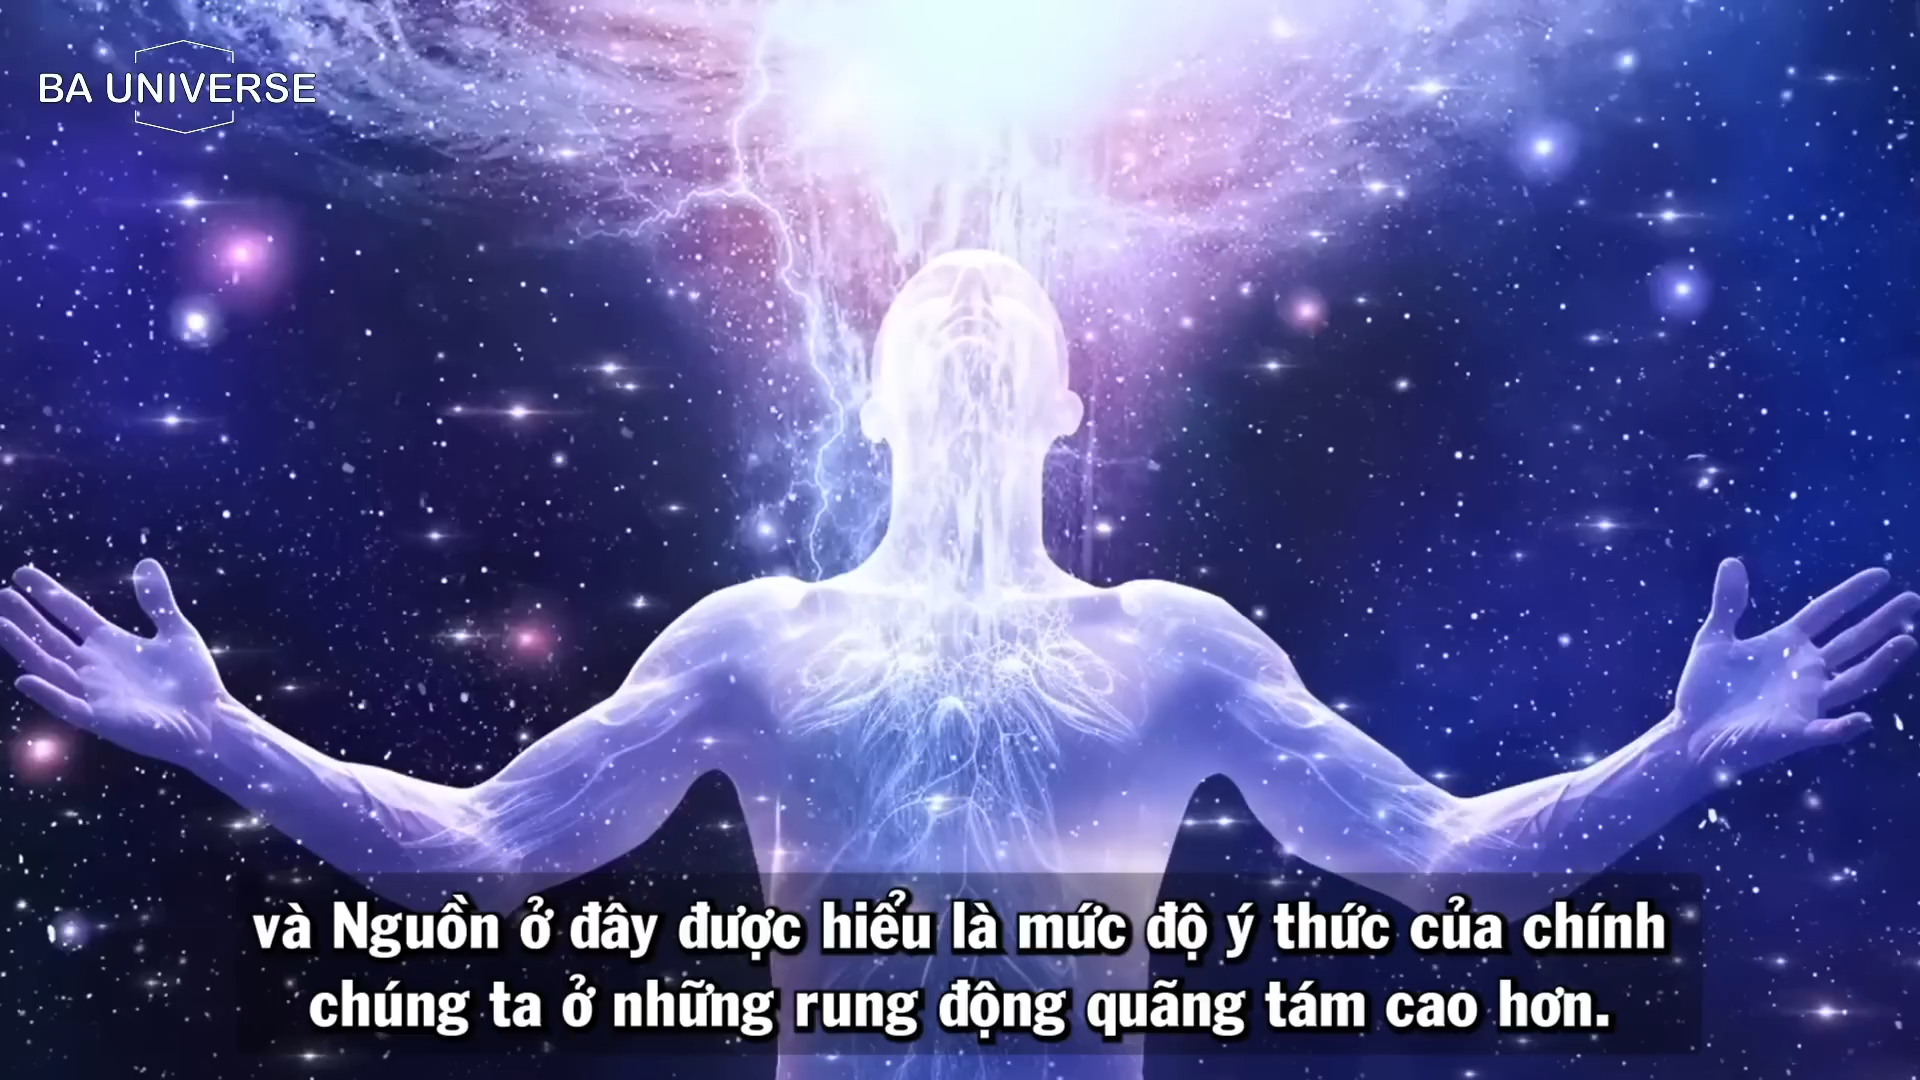 BA UNIVERSE
và Nguồn ở đây được hiểu là mức độ ý thức của chính
chúng ta ở những rung động quãng tám cao hơn.